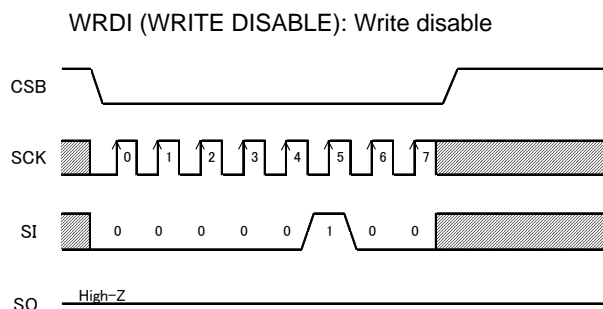 WRDI (WRITE DISABLE): Write disable
CSB
SCK 0 1 2 3 4 5 6 7
SI 0 0 0 0 0 1 0 0
High-Z
SO